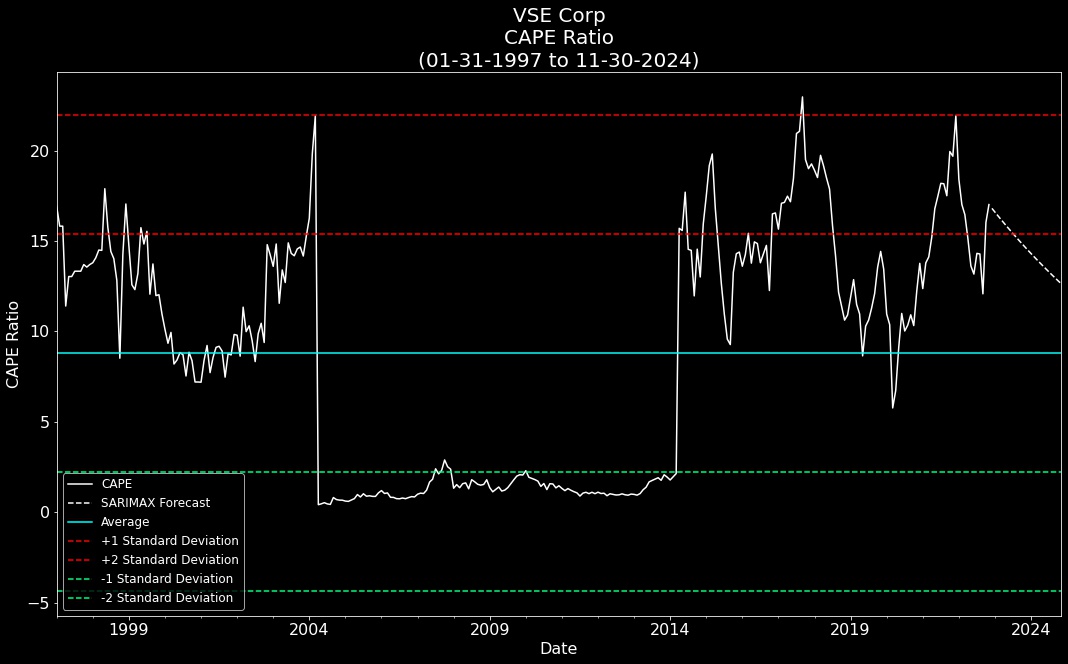 VSE Corp
CAPE Ratio
(01-31-1997 to 11-30-2024)
CAPE Ratio
20
15
10
5
0
−5
CAPE
SARIMAX Forecast
Average
+1 Standard Deviation
+2 Standard Deviation
-1 Standard Deviation
-2 Standard Deviation
1999
2004
2009
2014
2019
2024
Date